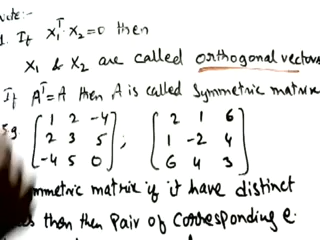 Note:-
1. If X₁ᵀ. X₂=0 then
X₁ & X₂ are called orthogonal vectors
If Aᵀ=A then A is called Symmetric matrix
e.g [1 2 -4; 2 3 5; -4 5 0] ; [2 1 6; 1 -2 4; 6 4 3]
mmetric matrix if it have distinct
then then pair of corresponding e.